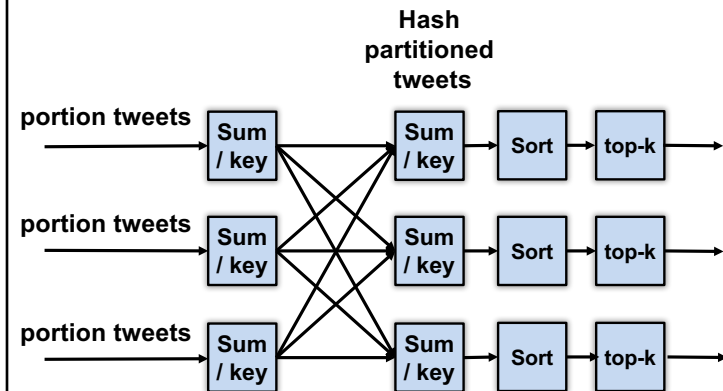 Hash
partitioned
tweets
portion tweets
Sum
/ key
Sum
/ key
Sort
top-k
portion tweets
Sum
/ key
Sum
/ key
Sort
top-k
portion tweets
Sum
/ key
Sum
/ key
Sort
top-k